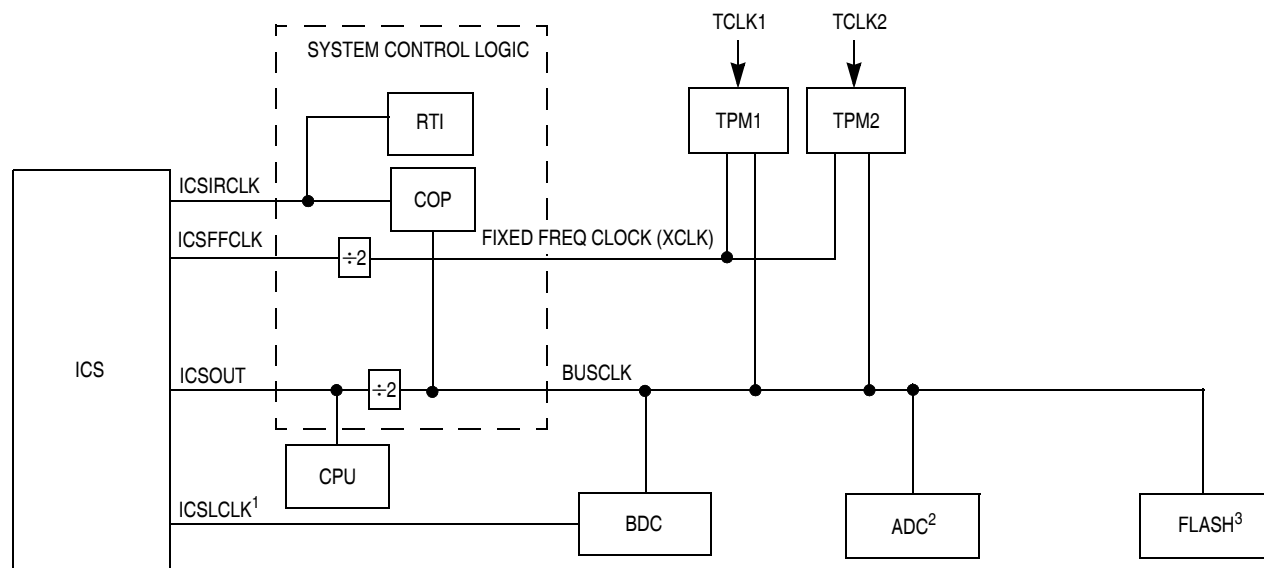 TCLK1
TCLK2
SYSTEM CONTROL LOGIC
RTI
TPM1
TPM2
ICSIRCLK
COP
ICSFFCLK
÷2
FIXED FREQ CLOCK (XCLK)
ICS
ICSOUT
÷2
BUSCLK
CPU
ICSLCLK¹
BDC
ADC²
FLASH³